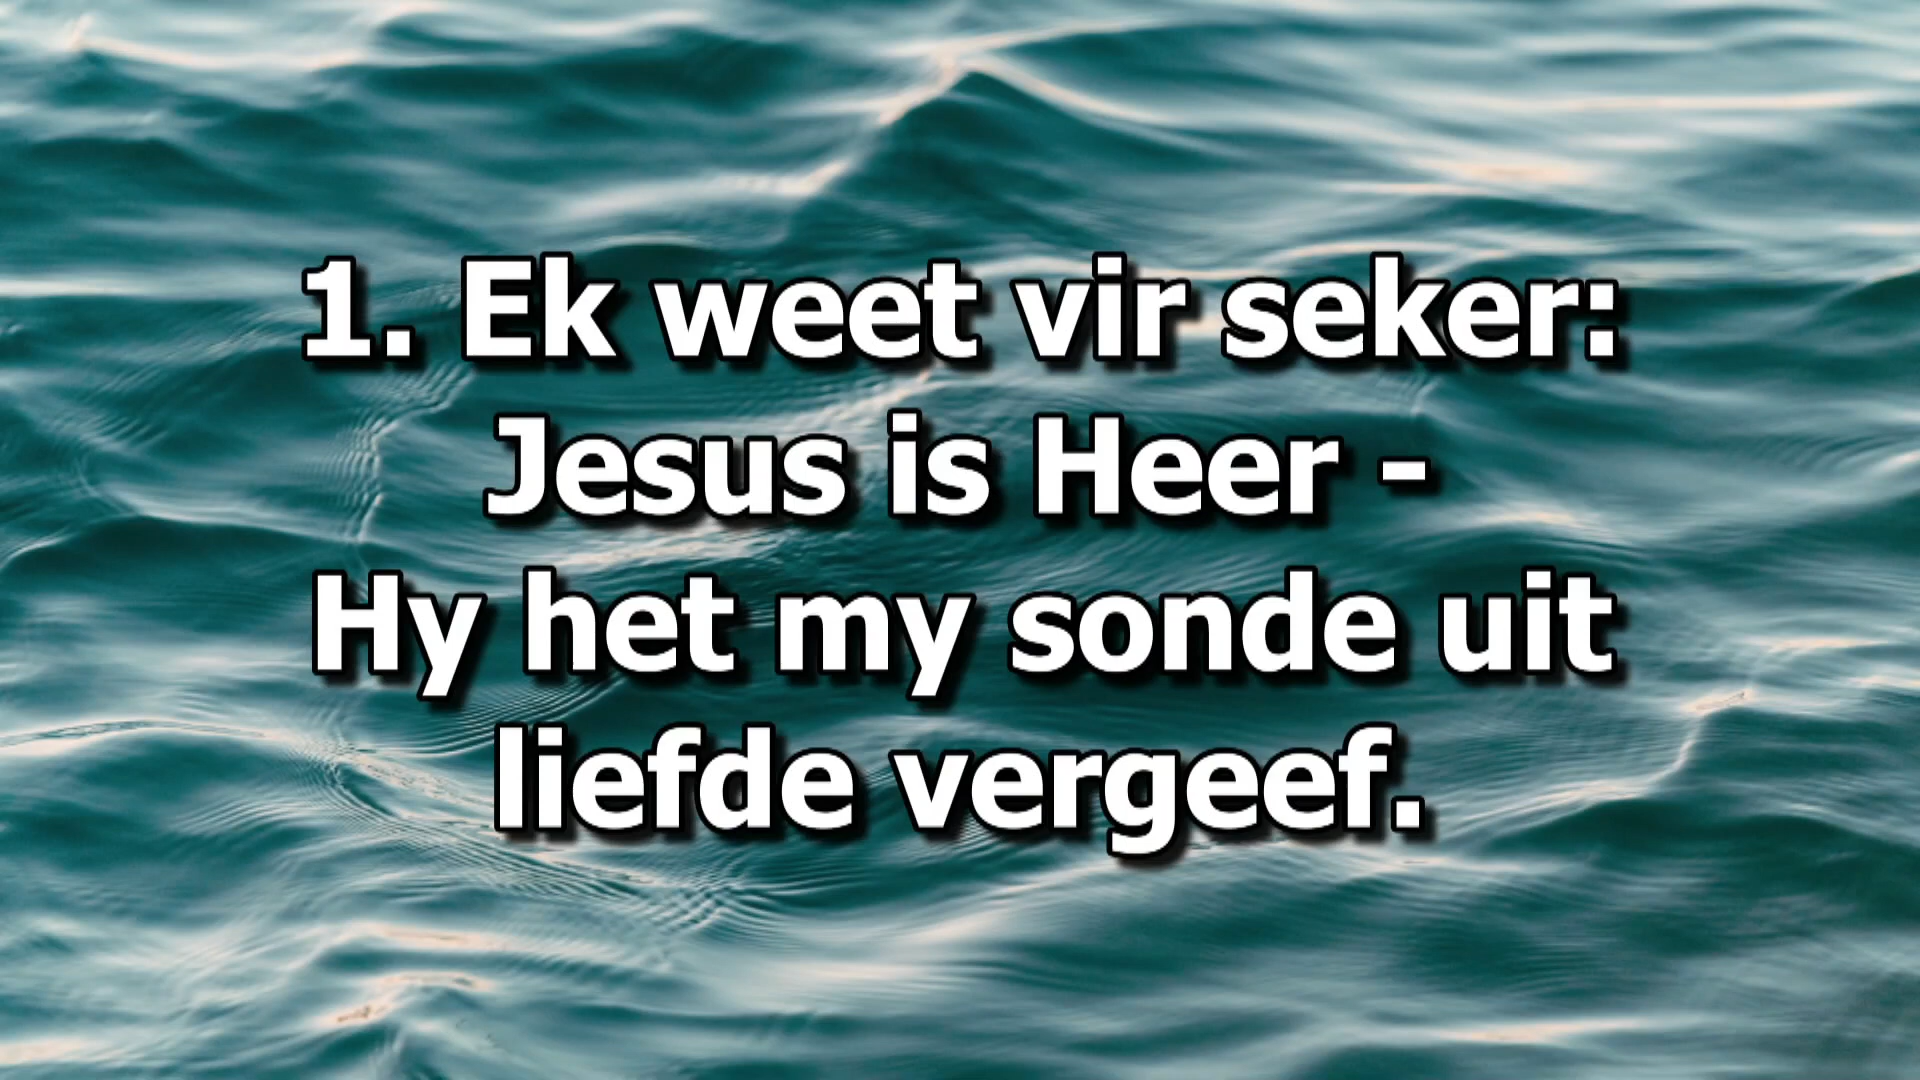 1. Ek weet vir seker:
Jesus is Heer -
Hy het my sonde uit
liefde vergeef.